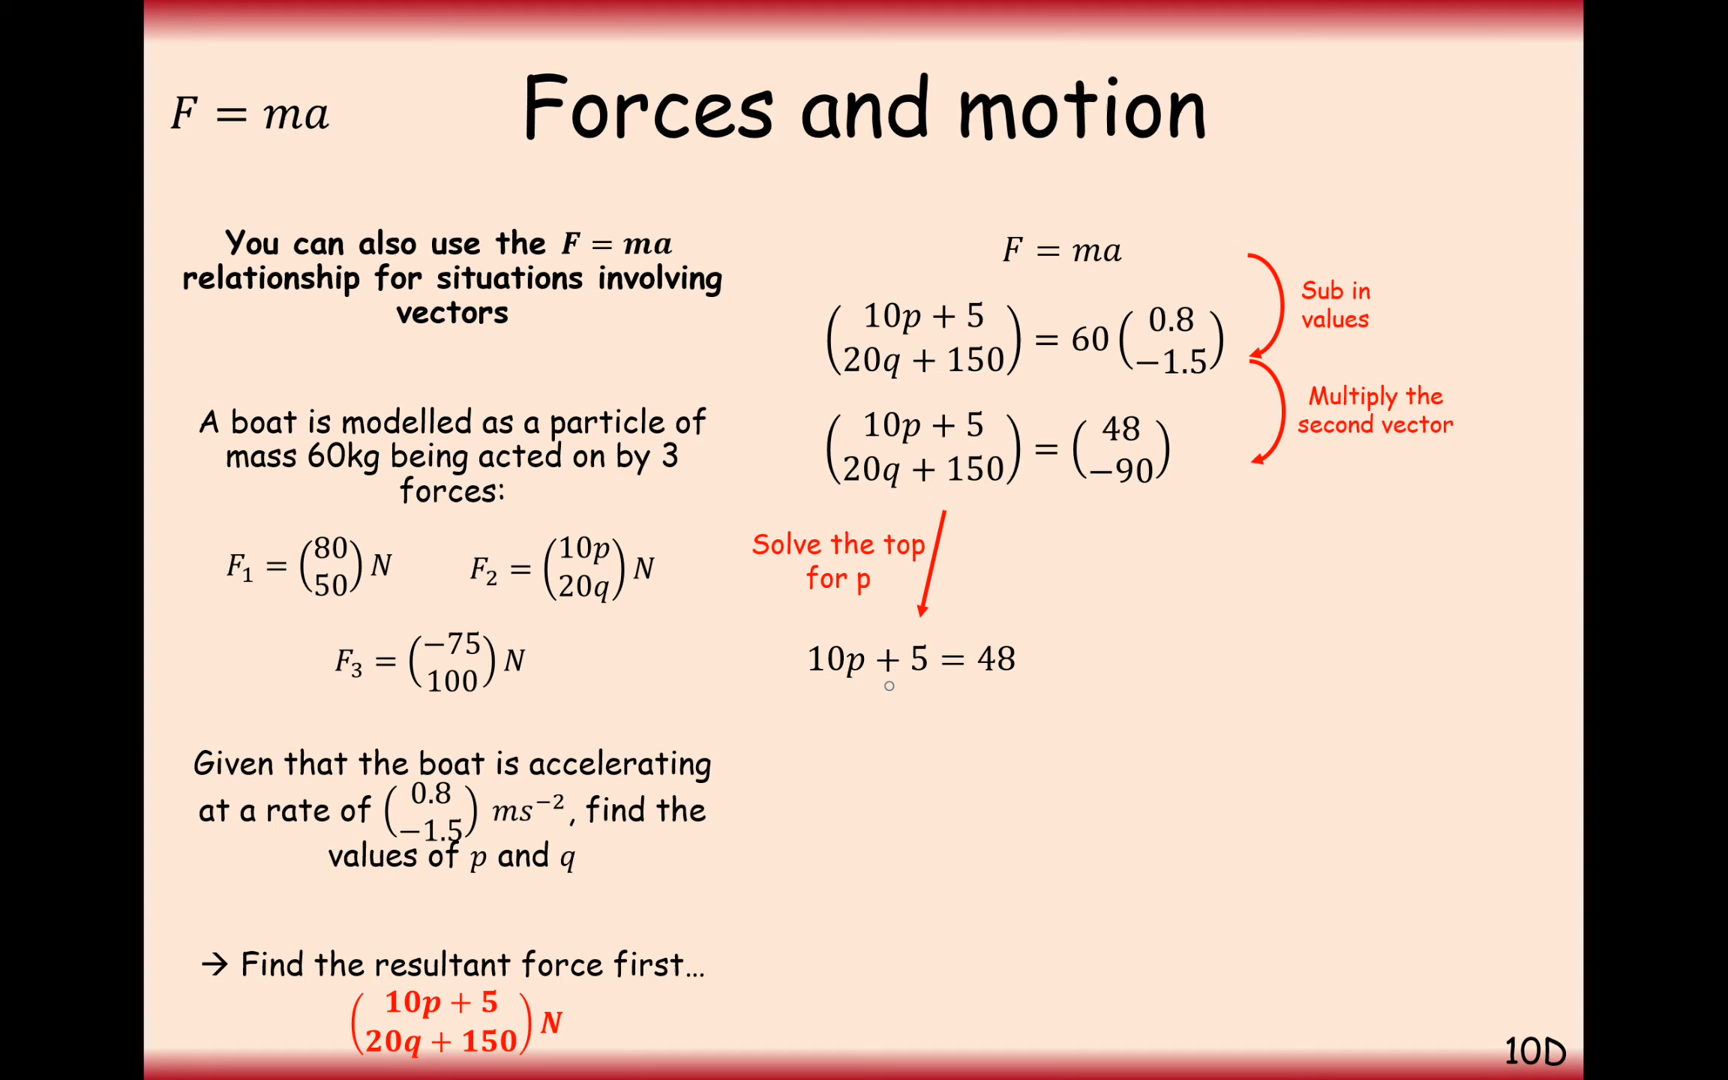 F = ma
Forces and motion
You can also use the F = ma
relationship for situations involving
vectors
A boat is modelled as a particle of
mass 60kg being acted on by 3
forces:
F₁ = (80 50) N F₂ = (10p 20q) N
F₃ = (−75 100) N
Given that the boat is accelerating
at a rate of (0.8 −1.5) ms⁻², find the
values of p and q
→ Find the resultant force first…
(10p + 5 20q + 150) N
F = ma
(10p + 5 20q + 150) = 60 (0.8 −1.5)
(10p + 5 20q + 150) = (48 −90)
Sub in
values
Multiply the
second vector
Solve the top
for p
10p + 5 = 48
10D